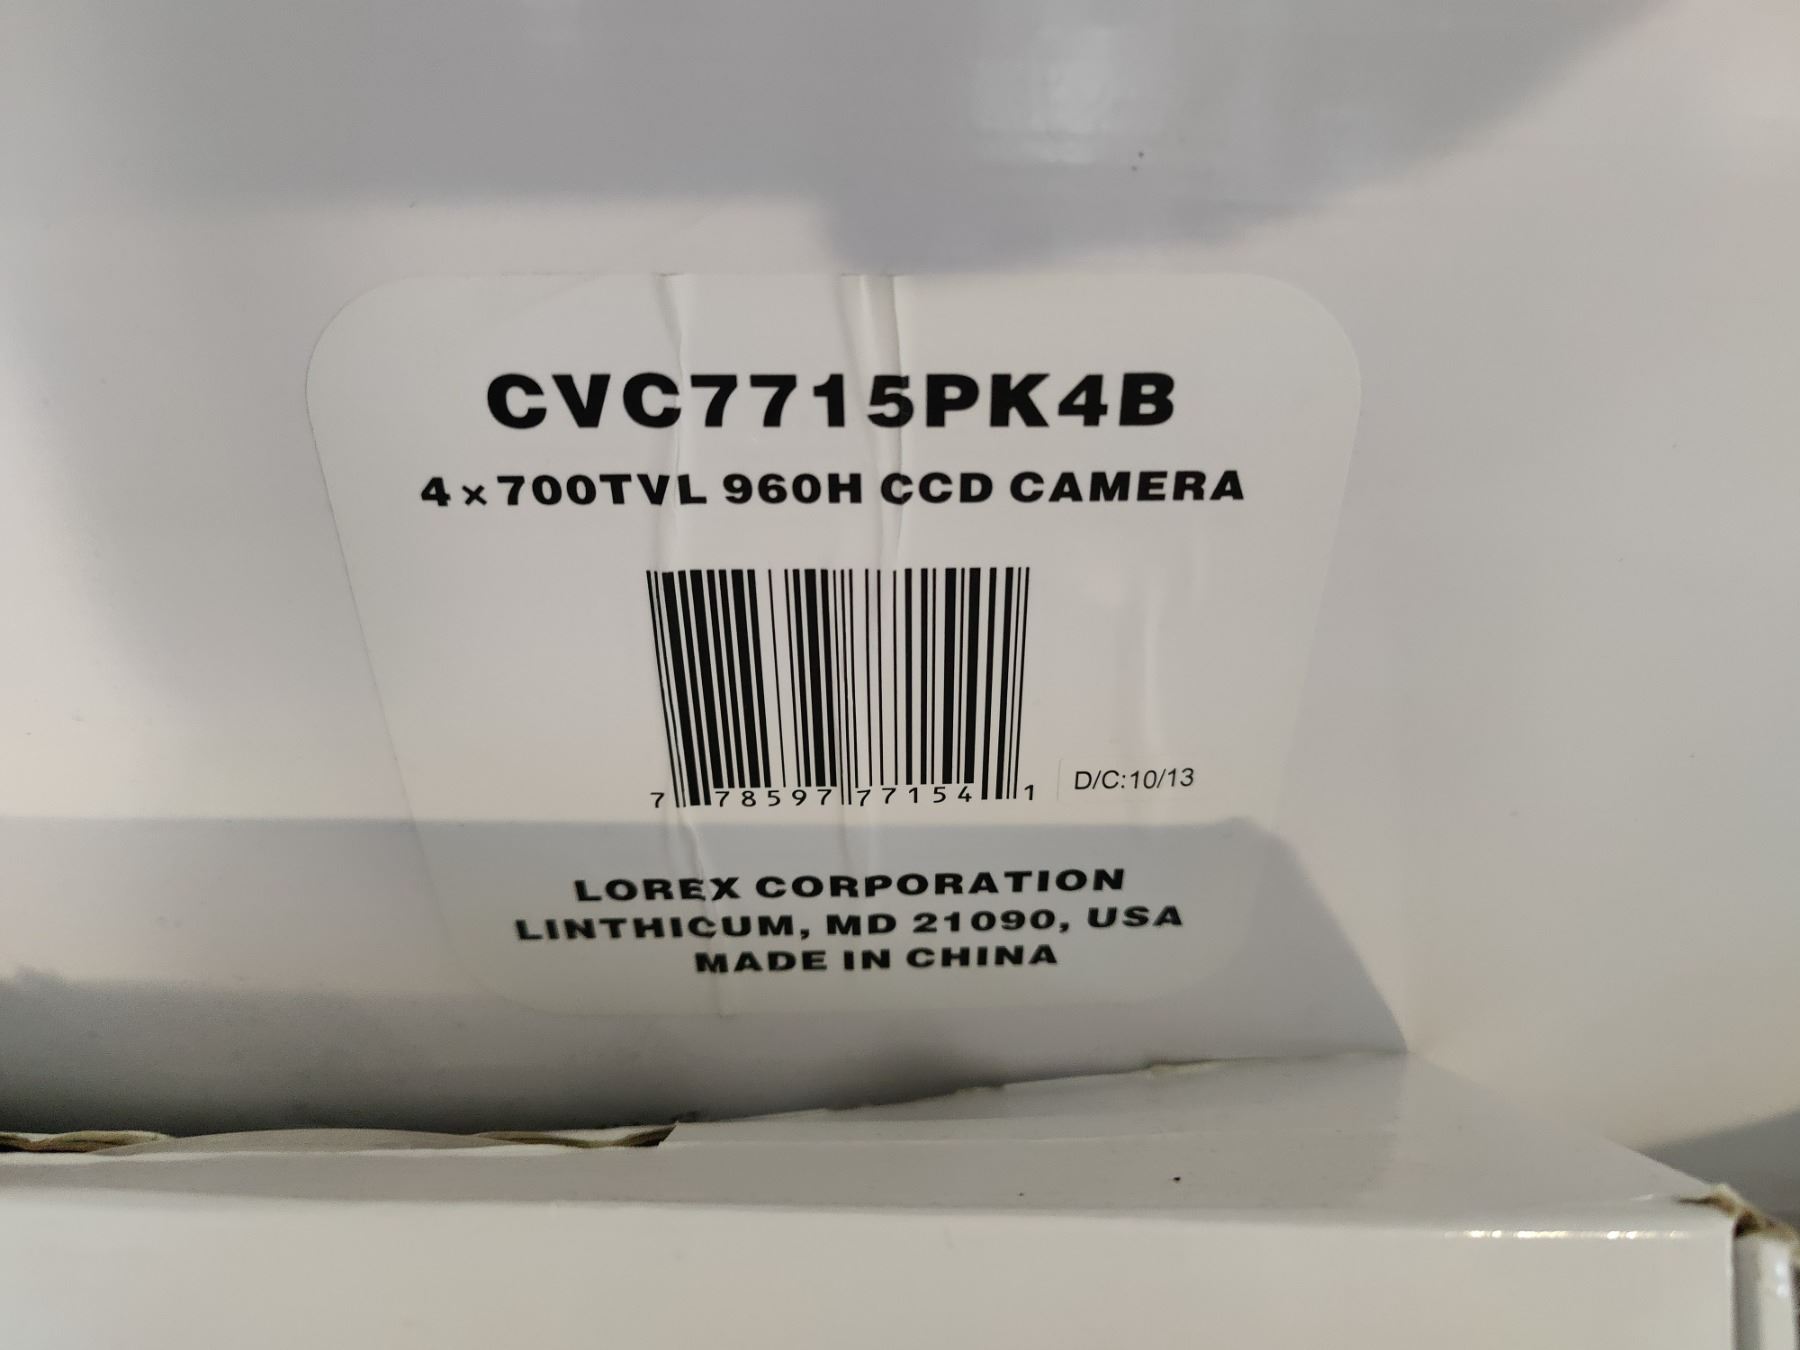 CVC7715PK4B
4×700TVL 960H CCD CAMERA
7 78597 77154 1
D/C:10/13
LOREX CORPORATION
LINTHICUM, MD 21090, USA
MADE IN CHINA